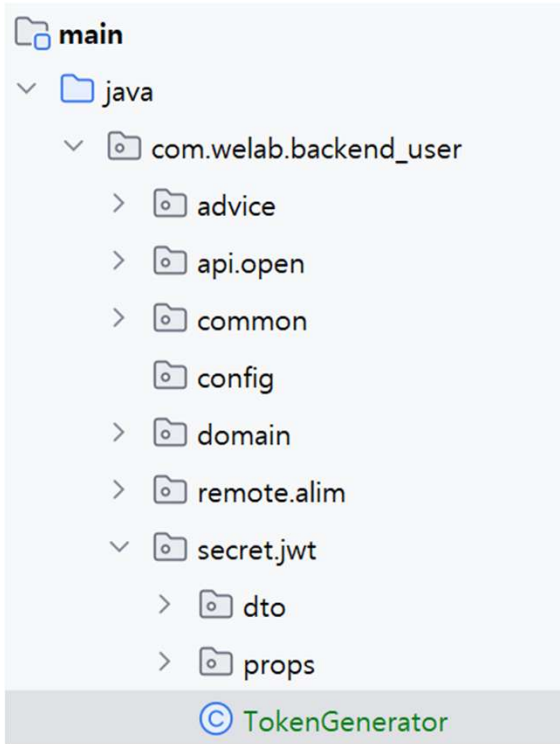 main
java
com.welab.backend_user
advice
api.open
common
config
domain
remote.alim
secret.jwt
dto
props
TokenGenerator